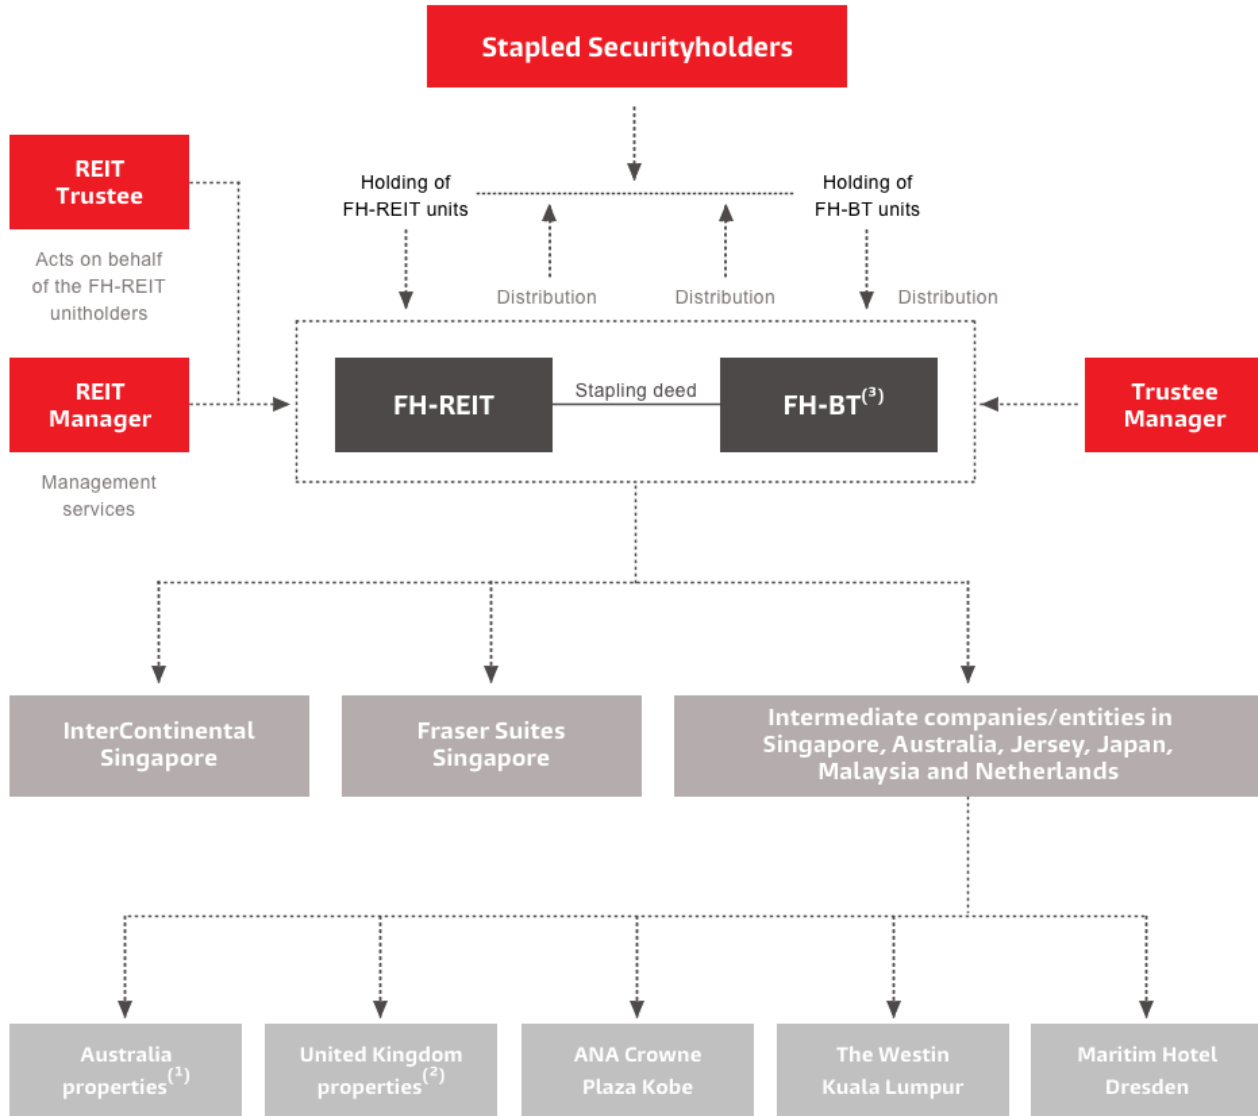 Stapled Securityholders
REIT
Trustee
Acts on behalf
of the FH-REIT
unitholders
Holding of
FH-REIT units
Holding of
FH-BT units
Distribution
Distribution
Distribution
REIT
Manager
Management
services
FH-REIT
Stapling deed
FH-BT⁽³⁾
Trustee
Manager
InterContinental
Singapore
Fraser Suites
Singapore
Intermediate companies/entities in
Singapore, Australia, Jersey, Japan,
Malaysia and Netherlands
Australia
properties⁽¹⁾
United Kingdom
properties⁽²⁾
ANA Crowne
Plaza Kobe
The Westin
Kuala Lumpur
Maritim Hotel
Dresden